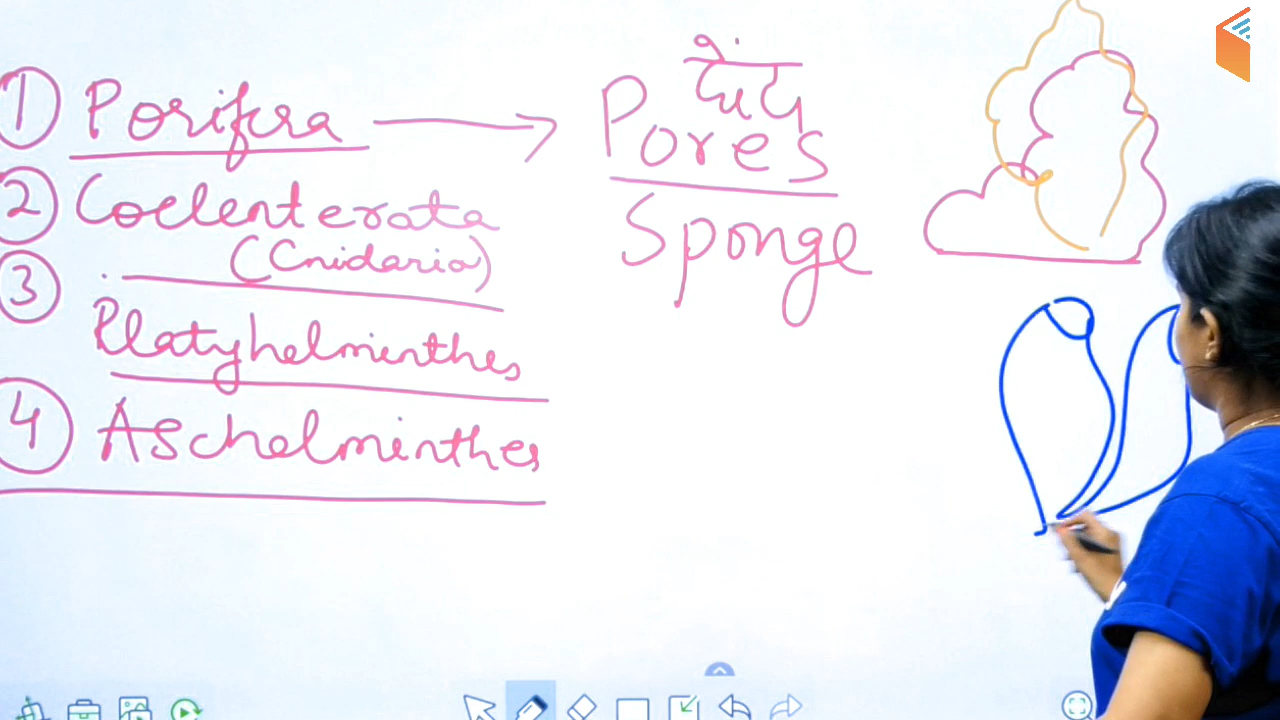 ① Porifera → Pores
Sponge
② Coelenterata
(Cnidaria)
③ Platyhelminthes
④ Aschelminthes